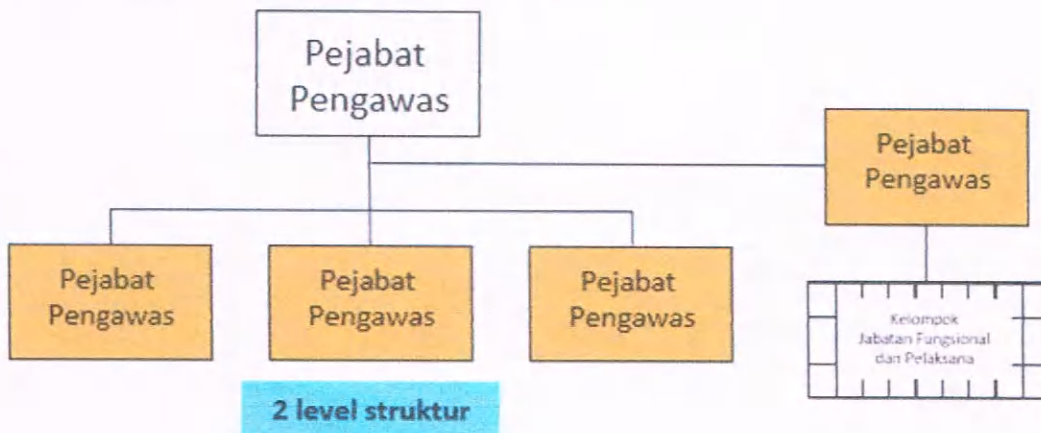 Pejabat
Pengawas
Pejabat
Pengawas
Pejabat
Pengawas
Pejabat
Pengawas
Pejabat
Pengawas
Kelompok
Jabatan Fungsional
dan Pelaksana
2 level struktur